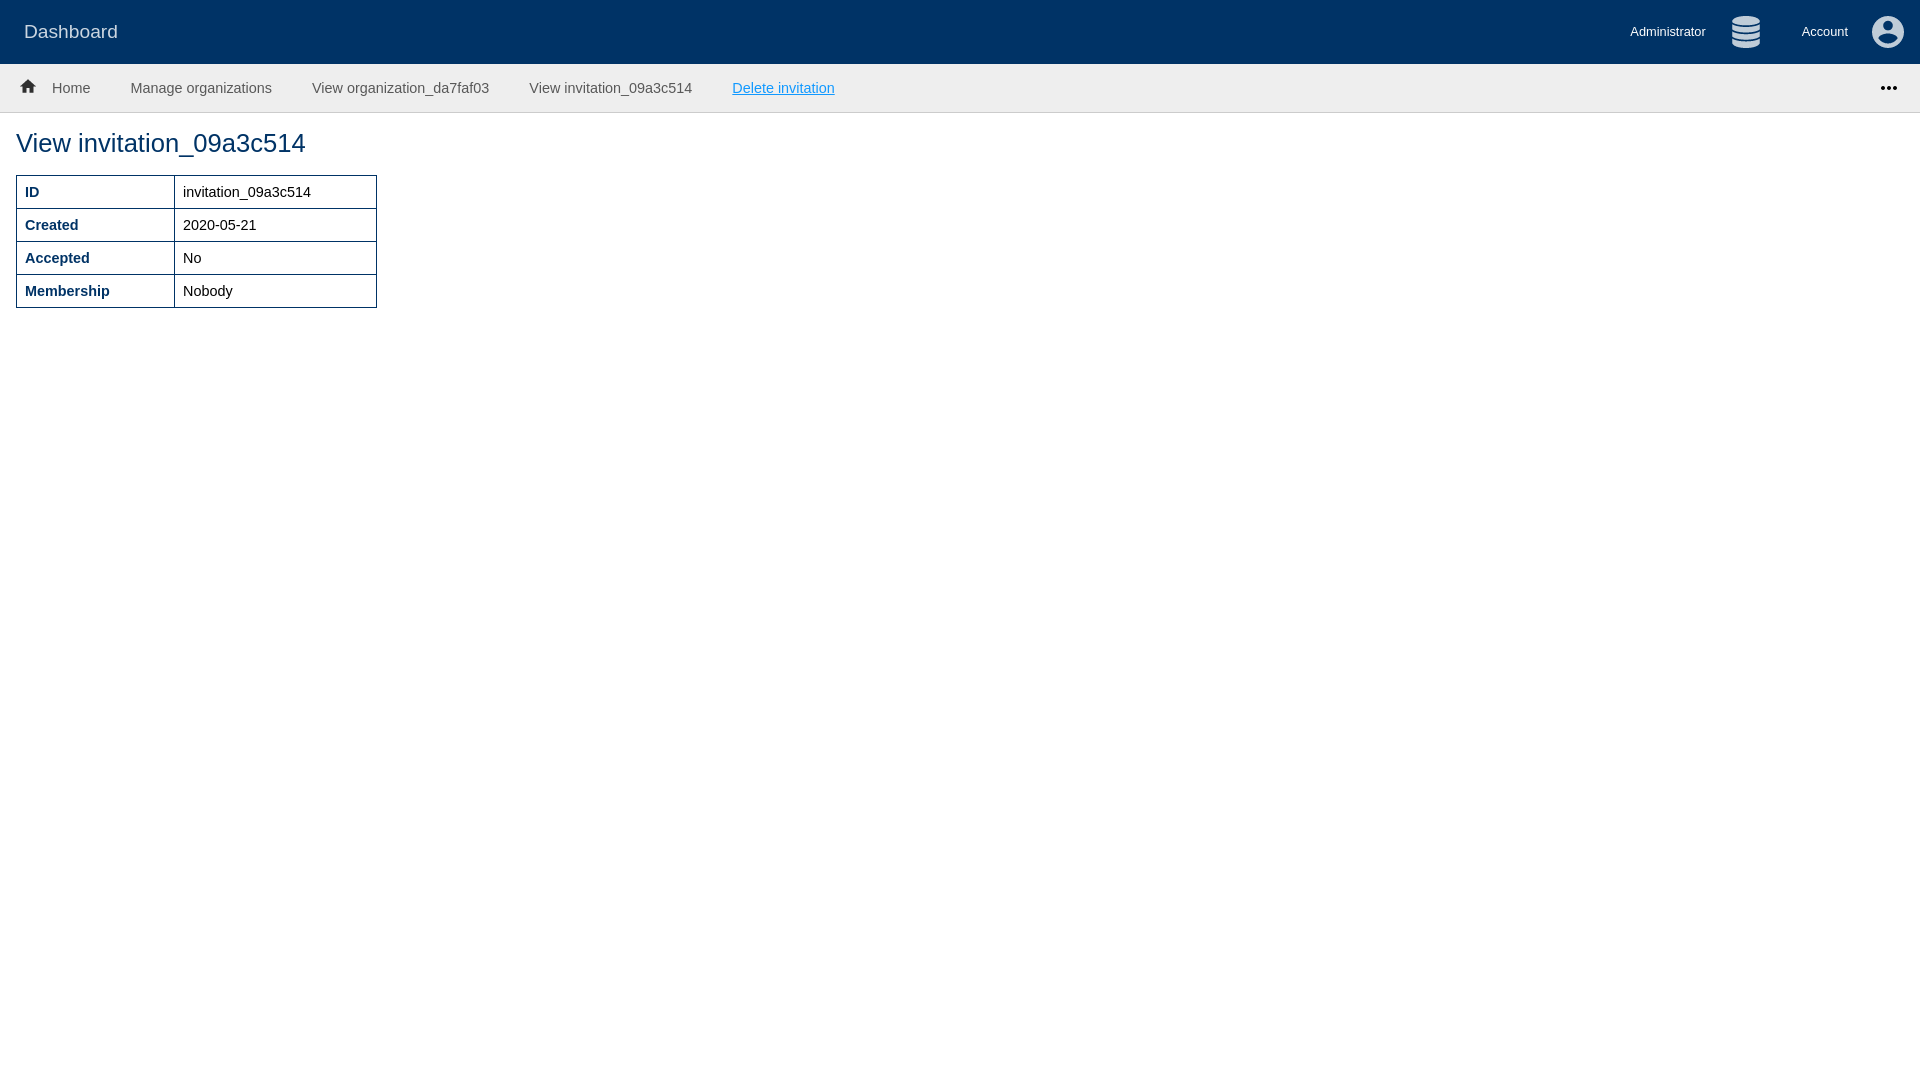 Dashboard
Administrator
Account
Home
Manage organizations
View organization_da7faf03
View invitation_09a3c514
Delete invitation
View invitation_09a3c514
ID invitation_09a3c514
Created 2020-05-21
Accepted No
Membership Nobody